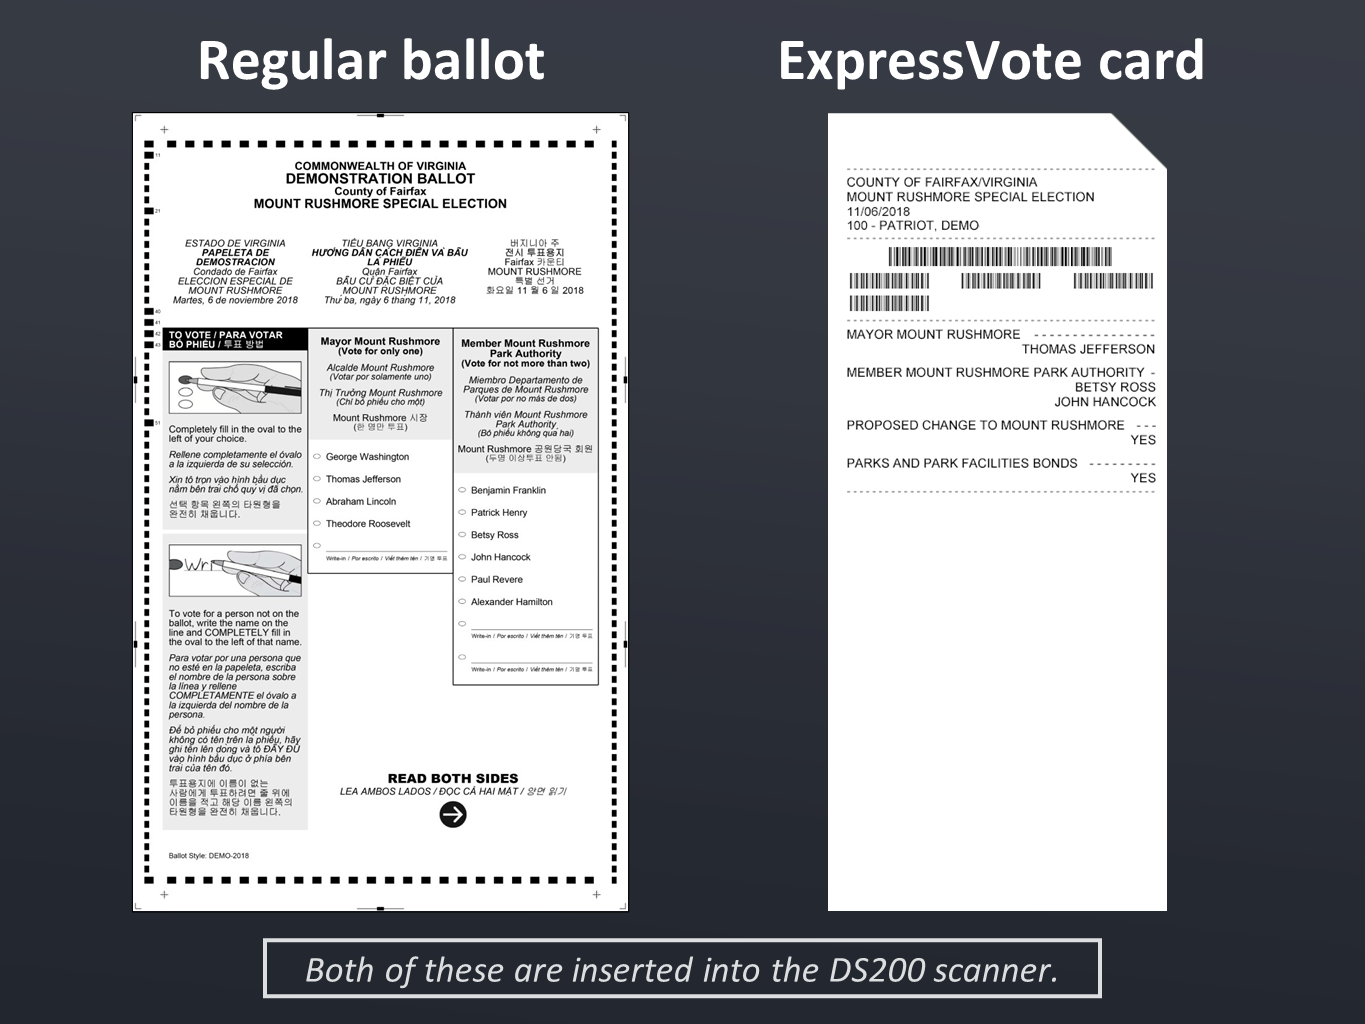 Regular ballot
ExpressVote card
11
21
40
41
42
43
51
COMMONWEALTH OF VIRGINIA
DEMONSTRATION BALLOT
County of Fairfax
MOUNT RUSHMORE SPECIAL ELECTION
ESTADO DE VIRGINIA
PAPELETA DE
DEMOSTRACION
Condado de Fairfax
ELECCION ESPECIAL DE
MOUNT RUSHMORE
Martes, 6 de noviembre 2018
TIỂU BANG VIRGINIA
HƯỚNG DẪN CÁCH ĐIỀN VÀ BẦU
LÁ PHIẾU
Quận Fairfax
BẦU CỬ ĐẶC BIỆT CỦA
MOUNT RUSHMORE
Thứ ba, ngày 6 tháng 11, 2018
버지니아 주
전시 투표용지
Fairfax 카운티
MOUNT RUSHMORE
특별 선거
화요일 11 월 6 일 2018
TO VOTE / PARA VOTAR
BỎ PHIẾU / 투표 방법
Completely fill in the oval to the
left of your choice.
Rellene completamente el óvalo
a la izquierda de su selección.
Xin tô tròn vào hình bầu dục
nằm bên trai chỗ quý vị đã chọn.
선택 항목 왼쪽의 타원형을
완전히 채웁니다.
Wri
To vote for a person not on the
ballot, write the name on the
line and COMPLETELY fill in
the oval to the left of that name.
Para votar por una persona que
no esté en la papeleta, escriba
el nombre de la persona sobre
la línea y rellene
COMPLETAMENTE el óvalo a
la izquierda del nombre de la
persona.
Để bỏ phiếu cho một người
không có tên trên lá phiếu, hãy
ghi tên lên dòng và tô ĐẦY ĐỦ
vào hình bầu dục ở phía bên
trai của tên đó.
투표용지에 이름이 없는
사람에게 투표하려면 줄 위에
이름을 적고 해당 이름 왼쪽의
타원형을 완전히 채웁니다.
Ballot Style: DEMO-2018
Mayor Mount Rushmore
(Vote for only one)
Alcalde Mount Rushmore
(Votar por solamente uno)
Thị Trưởng Mount Rushmore
(Chỉ bỏ phiếu cho một)
Mount Rushmore 시장
(한 명만 투표)
George Washington
Thomas Jefferson
Abraham Lincoln
Theodore Roosevelt
Write-in / Por escrito / Viết thêm tên / 기명 투표
Member Mount Rushmore
Park Authority
(Vote for not more than two)
Miembro Departamento de
Parques de Mount Rushmore
(Votar por no más de dos)
Thành viên Mount Rushmore
Park Authority
(Bỏ phiếu không qua hai)
Mount Rushmore 공원당국 회원
(두명 이상투표 안됨)
Benjamin Franklin
Patrick Henry
Betsy Ross
John Hancock
Paul Revere
Alexander Hamilton
Write-in / Por escrito / Viết thêm tên / 기명 투표
Write-in / Por escrito / Viết thêm tên / 기명 투표
READ BOTH SIDES
LEA AMBOS LADOS / ĐỌC CẢ HAI MẶT / 양면 읽기
COUNTY OF FAIRFAX/VIRGINIA
MOUNT RUSHMORE SPECIAL ELECTION
11/06/2018
100 - PATRIOT, DEMO
MAYOR MOUNT RUSHMORE
THOMAS JEFFERSON
MEMBER MOUNT RUSHMORE PARK AUTHORITY -
BETSY ROSS
JOHN HANCOCK
PROPOSED CHANGE TO MOUNT RUSHMORE - - -
YES
PARKS AND PARK FACILITIES BONDS - - - - - - - - -
YES
Both of these are inserted into the DS200 scanner.